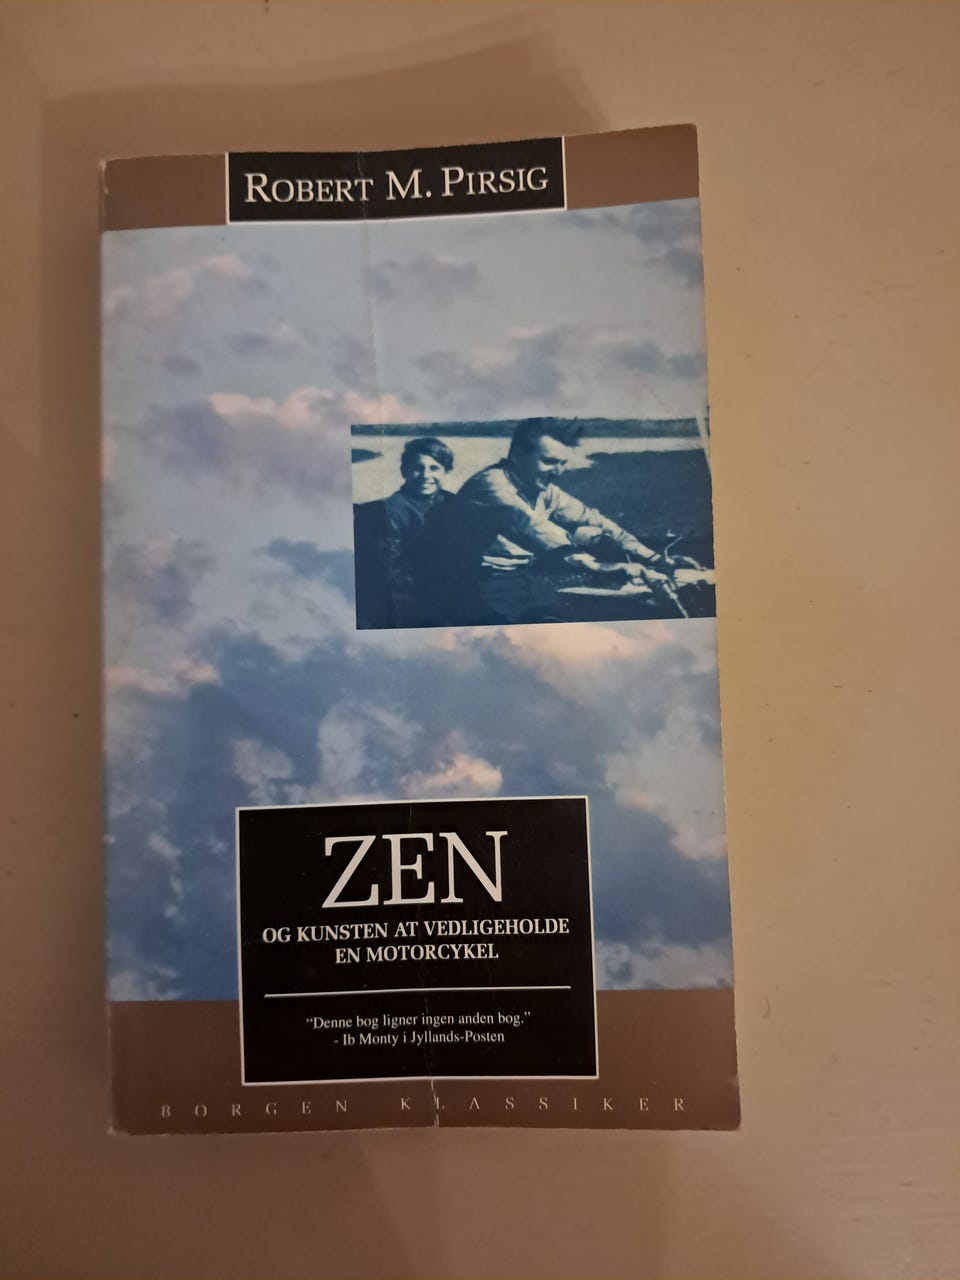 ROBERT M. PIRSIG
ZEN
OG KUNSTEN AT VEDLIGEHOLDE
EN MOTORCYKEL
“Denne bog ligner ingen anden bog.”
- Ib Monty i Jyllands-Posten
BORGEN KLASSIKER